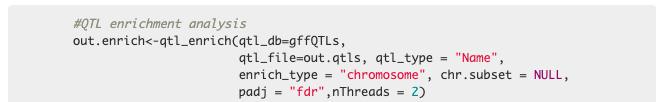 #QTL enrichment analysis
out.enrich<-qtl_enrich(qtl_db=gffQTLs,
qtl_file=out.qtls, qtl_type = "Name",
enrich_type = "chromosome", chr.subset = NULL,
padj = "fdr",nThreads = 2)